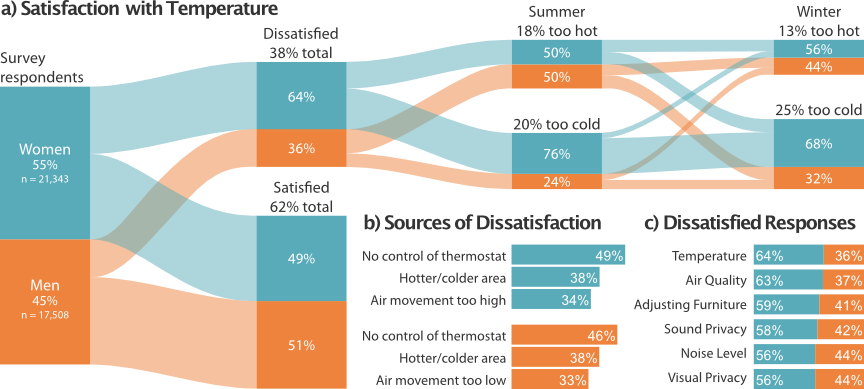 a) Satisfaction with Temperature
Survey
respondents
Women
55%
n = 21,343
Men
45%
n = 17,508
Dissatisfied
38% total
64%
36%
Satisfied
62% total
49%
51%
Summer
18% too hot
50%
50%
20% too cold
76%
24%
Winter
13% too hot
56%
44%
25% too cold
68%
32%
b) Sources of Dissatisfaction
No control of thermostat 49%
Hotter/colder area 38%
Air movement too high 34%
No control of thermostat 46%
Hotter/colder area 38%
Air movement too low 33%
c) Dissatisfied Responses
Temperature 64% 36%
Air Quality 63% 37%
Adjusting Furniture 59% 41%
Sound Privacy 58% 42%
Noise Level 56% 44%
Visual Privacy 56% 44%